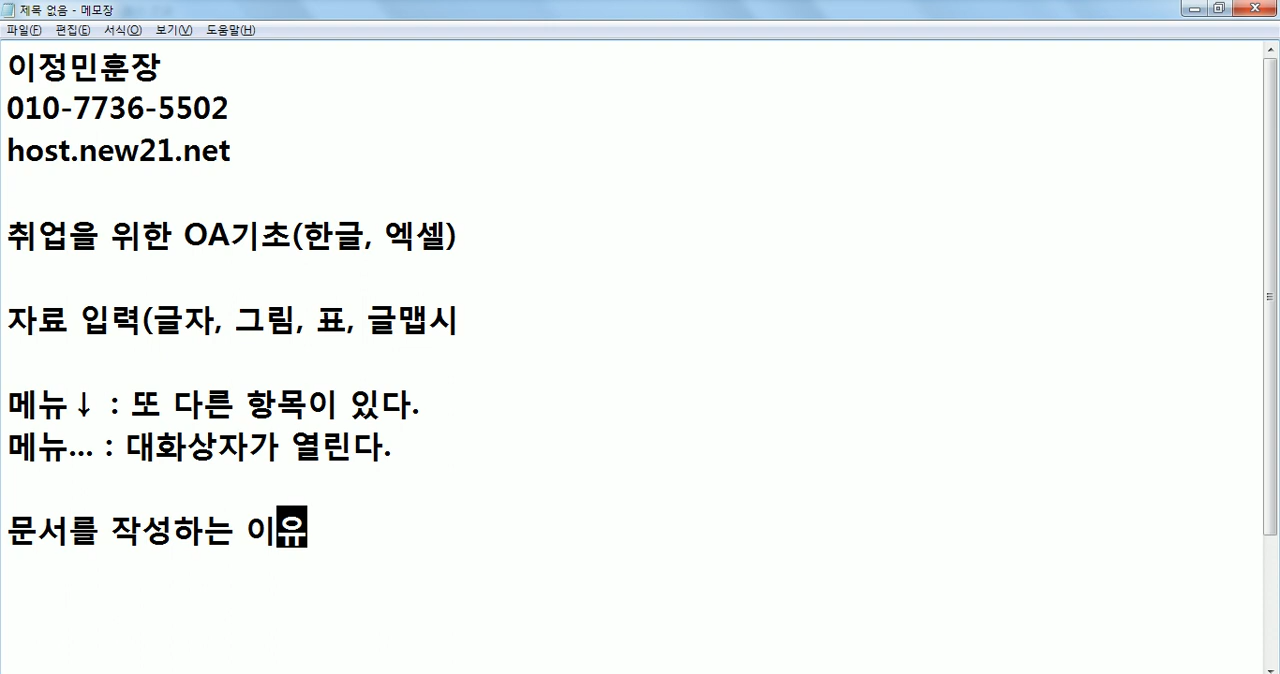 제목 없음 - 메모장
파일(F) 편집(E) 서식(O) 보기(V) 도움말(H)
이정민훈장
010-7736-5502
host.new21.net
취업을 위한 OA기초(한글, 엑셀)
자료 입력(글자, 그림, 표, 글맵시
메뉴↓ : 또 다른 항목이 있다.
메뉴... : 대화상자가 열린다.
문서를 작성하는 이유